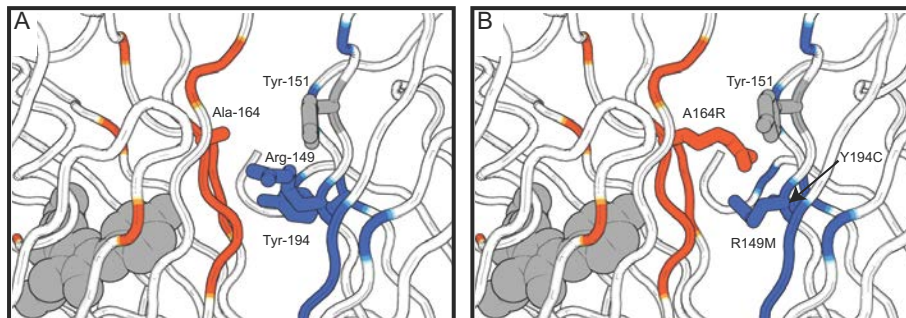 A
Tyr-151
Ala-164
Arg-149
Tyr-194
B
Tyr-151
A164R
Y194C
R149M